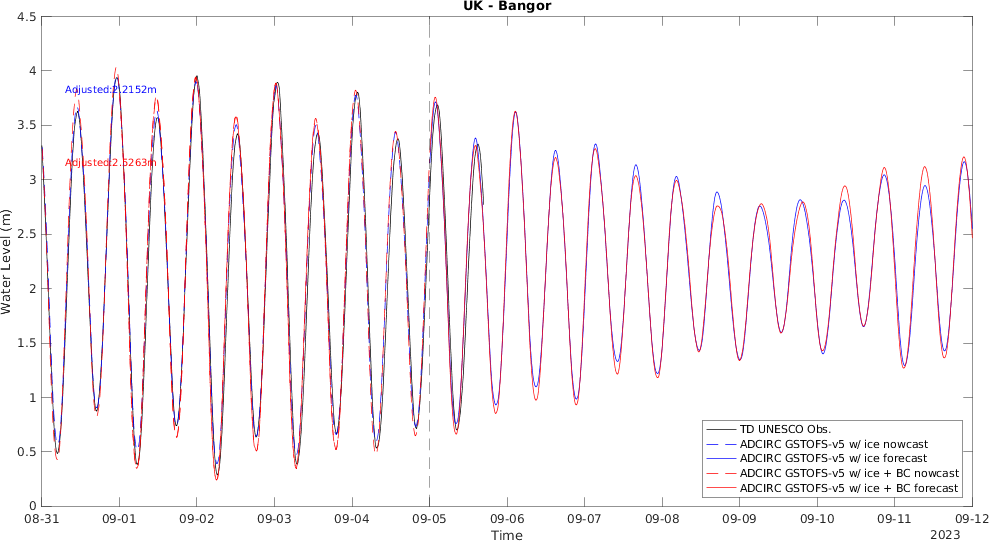 UK - Bangor
4.5
4
3.5
3
2.5
2
1.5
1
0.5
0
Water Level (m)
Adjusted:2.2152m
Adjusted:2.5263m
TD UNESCO Obs.
ADCIRC GSTOFS-v5 w/ ice nowcast
ADCIRC GSTOFS-v5 w/ ice forecast
ADCIRC GSTOFS-v5 w/ ice + BC nowcast
ADCIRC GSTOFS-v5 w/ ice + BC forecast
08-31 09-01 09-02 09-03 09-04 09-05 09-06 09-07 09-08 09-09 09-10 09-11 09-12
Time
2023